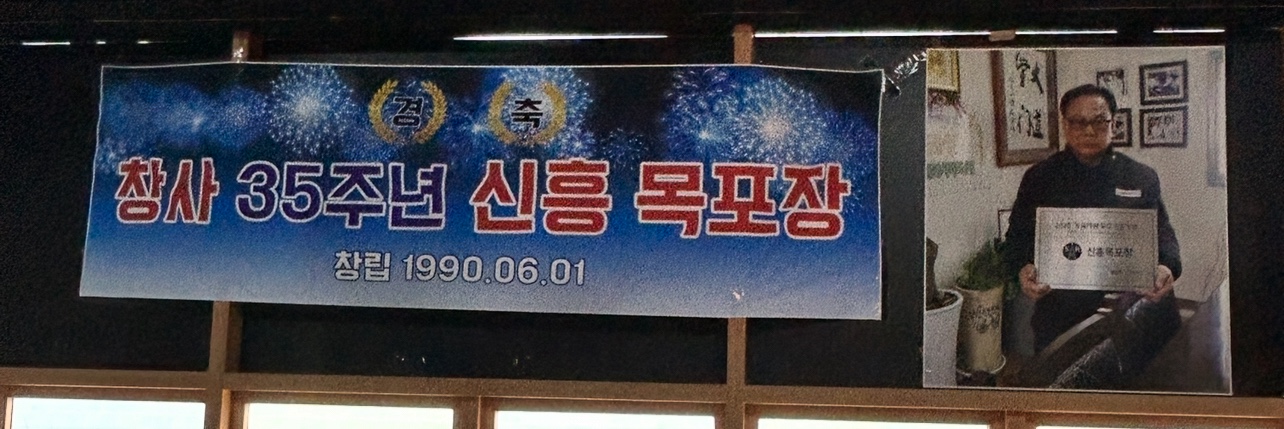 경 축
창사 35주년 신흥 목포장
창립 1990.06.01
신흥목포장